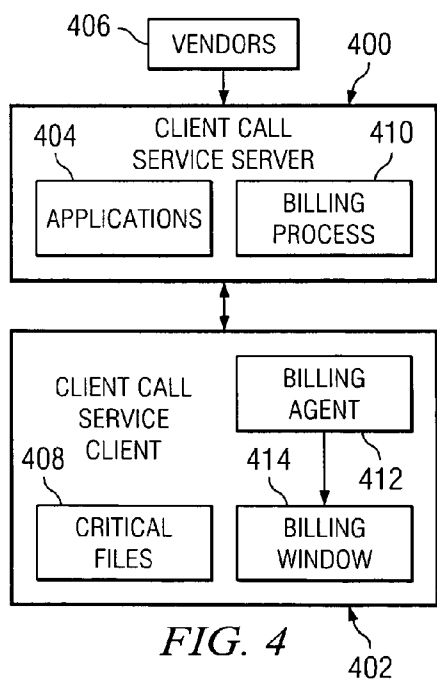 406
VENDORS
400
CLIENT CALL
SERVICE SERVER
404
410
APPLICATIONS
BILLING
PROCESS
CLIENT CALL
SERVICE
CLIENT
BILLING
AGENT
408
414
412
CRITICAL
FILES
BILLING
WINDOW
FIG. 4
402